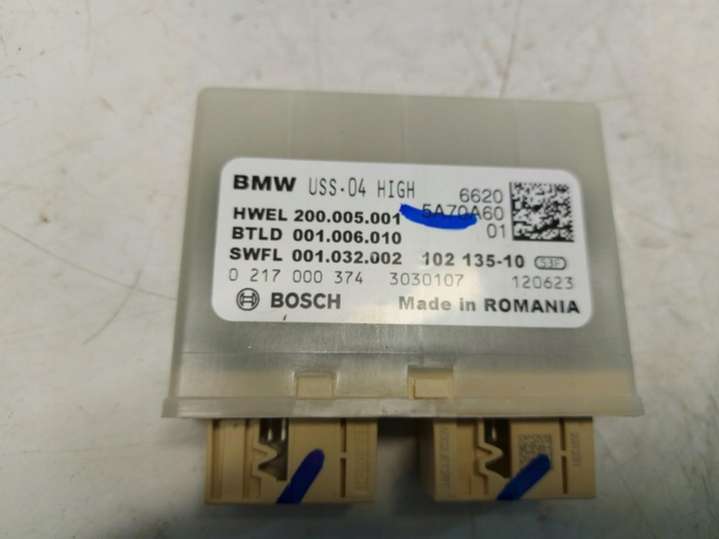 BMW USS-04 HIGH 6620
HWEL 200.005.001 5A70A60
BTLD 001.006.010 01
SWFL 001.032.002 102 135-10 S3F
0 217 000 374 3030107 120623
BOSCH Made in ROMANIA